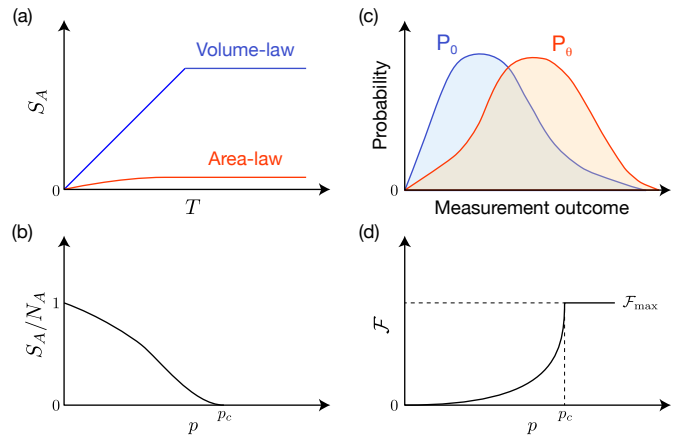 (a)
Volume-law
S_A
Area-law
0
T
(c)
P_0
P_θ
Probability
0
Measurement outcome
(b)
1
S_A/N_A
0
p_c
p
(d)
F_max
F
0
p_c
p